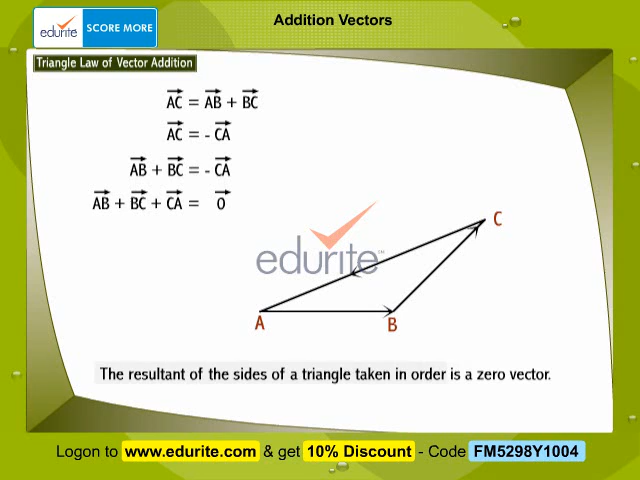 Addition Vectors
edurite SCORE MORE
Triangle Law of Vector Addition
AC = AB + BC
AC = - CA
AB + BC = - CA
AB + BC + CA = O
C
edurite™
A
B
The resultant of the sides of a triangle taken in order is a zero vector.
Logon to www.edurite.com & get 10% Discount - Code FM5298Y1004